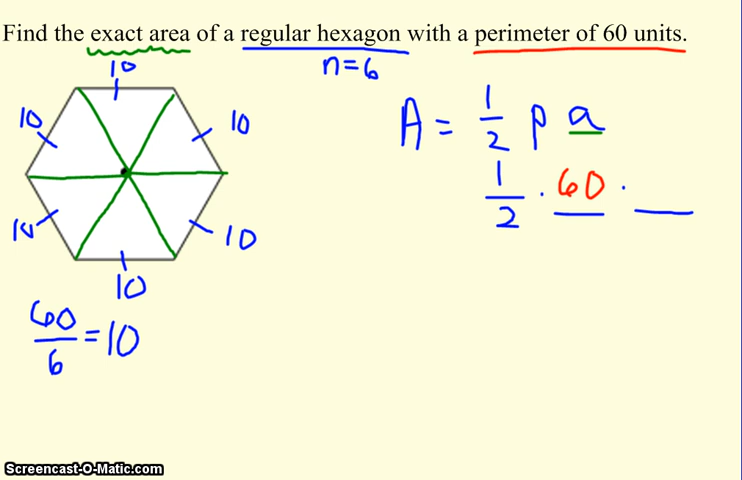 Find the exact area of a regular hexagon with a perimeter of 60 units.
n=6
10
10
10
10
10
10
A = 1/2 p a
1/2 · 60 · __
60/6 = 10
Screencast-O-Matic.com